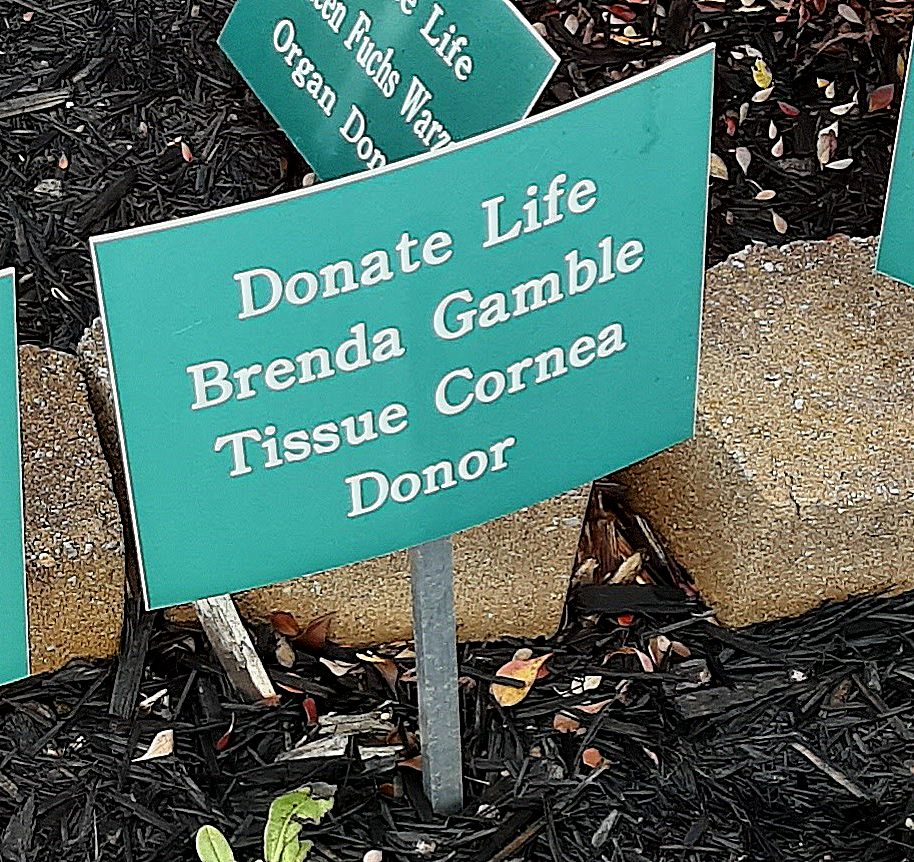 Life
Fuchs
Organ
Donate Life
Brenda Gamble
Tissue Cornea
Donor